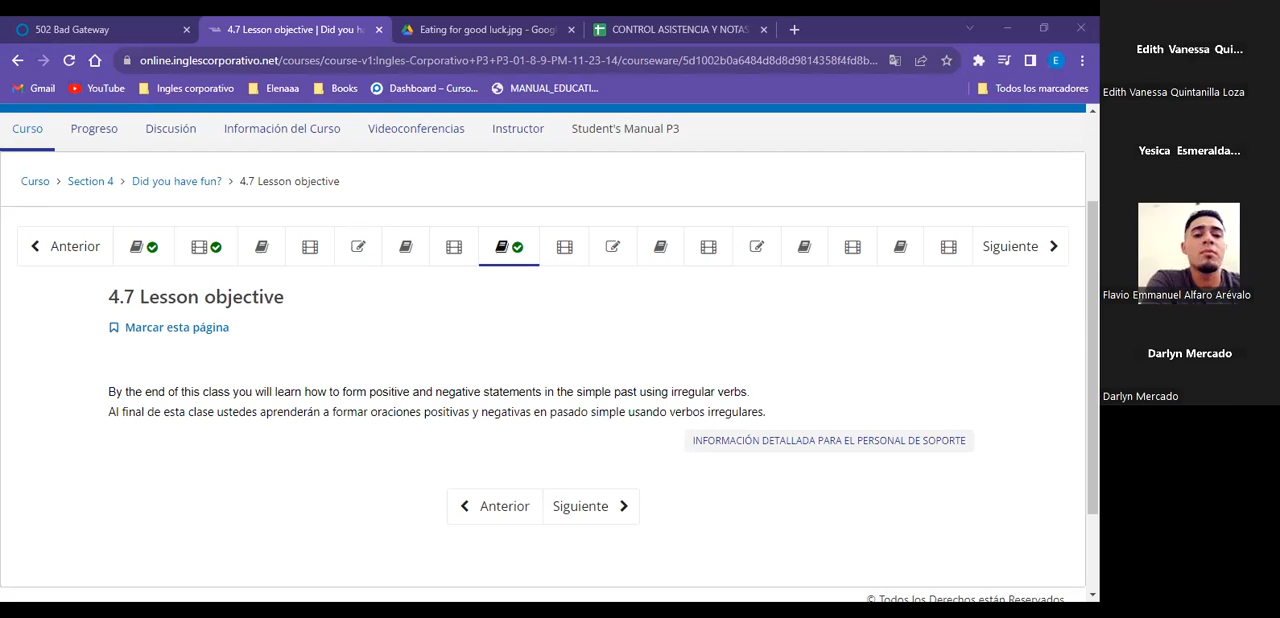 502 Bad Gateway
4.7 Lesson objective | Did you h
Eating for good luck.jpg - Goog
CONTROL ASISTENCIA Y NOTAS
online.inglescorporativo.net/courses/course-v1:Ingles-Corporativo+P3+P3-01-8-9-PM-11-23-14/courseware/5d1002b0a6484d8d8d9814358f4fd8b...
E
Gmail YouTube Ingles corporativo Elenaaa Books Dashboard – Curso... MANUAL_EDUCATI... Todos los marcadores
Curso Progreso Discusión Información del Curso Videoconferencias Instructor Student's Manual P3
Curso > Section 4 > Did you have fun? > 4.7 Lesson objective
Anterior Siguiente
4.7 Lesson objective
Marcar esta página
By the end of this class you will learn how to form positive and negative statements in the simple past using irregular verbs.
Al final de esta clase ustedes aprenderán a formar oraciones positivas y negativas en pasado simple usando verbos irregulares.
INFORMACIÓN DETALLADA PARA EL PERSONAL DE SOPORTE
Anterior Siguiente
© Todos los Derechos están Reservados
Edith Vanessa Qui...
Edith Vanessa Quintanilla Loza
Yesica Esmeralda...
Flavio Emmanuel Alfaro Arévalo
Darlyn Mercado
Darlyn Mercado